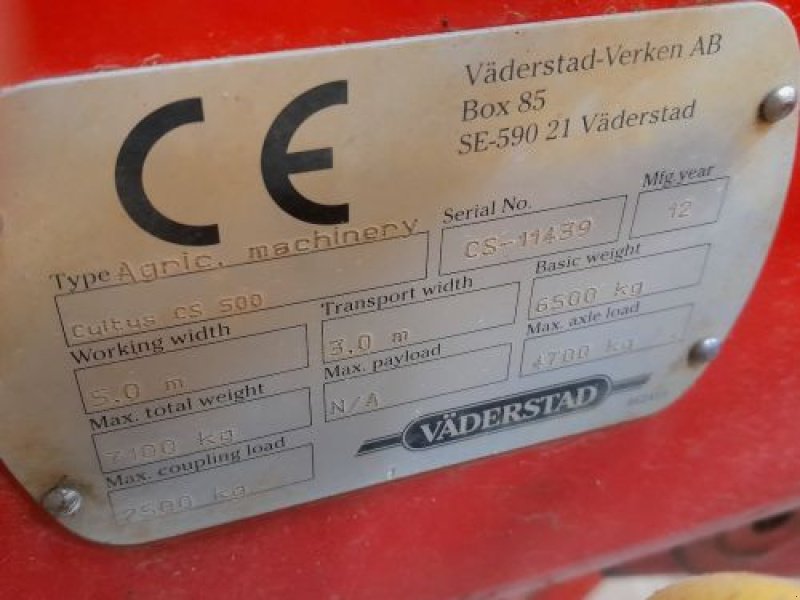 Väderstad-Verken AB
Box 85
SE-590 21 Väderstad
CE
Type Agric. machinery
Serial No.
Mfg.year
Cultus CS 500
CS-11439
12
Working width
Transport width
Basic weight
5.0 m
3.0 m
6500 kg
Max. total weight
Max. payload
Max. axle load
7100 kg
N/A
4700 kg
Max. coupling load
VÄDERSTAD
2500 kg